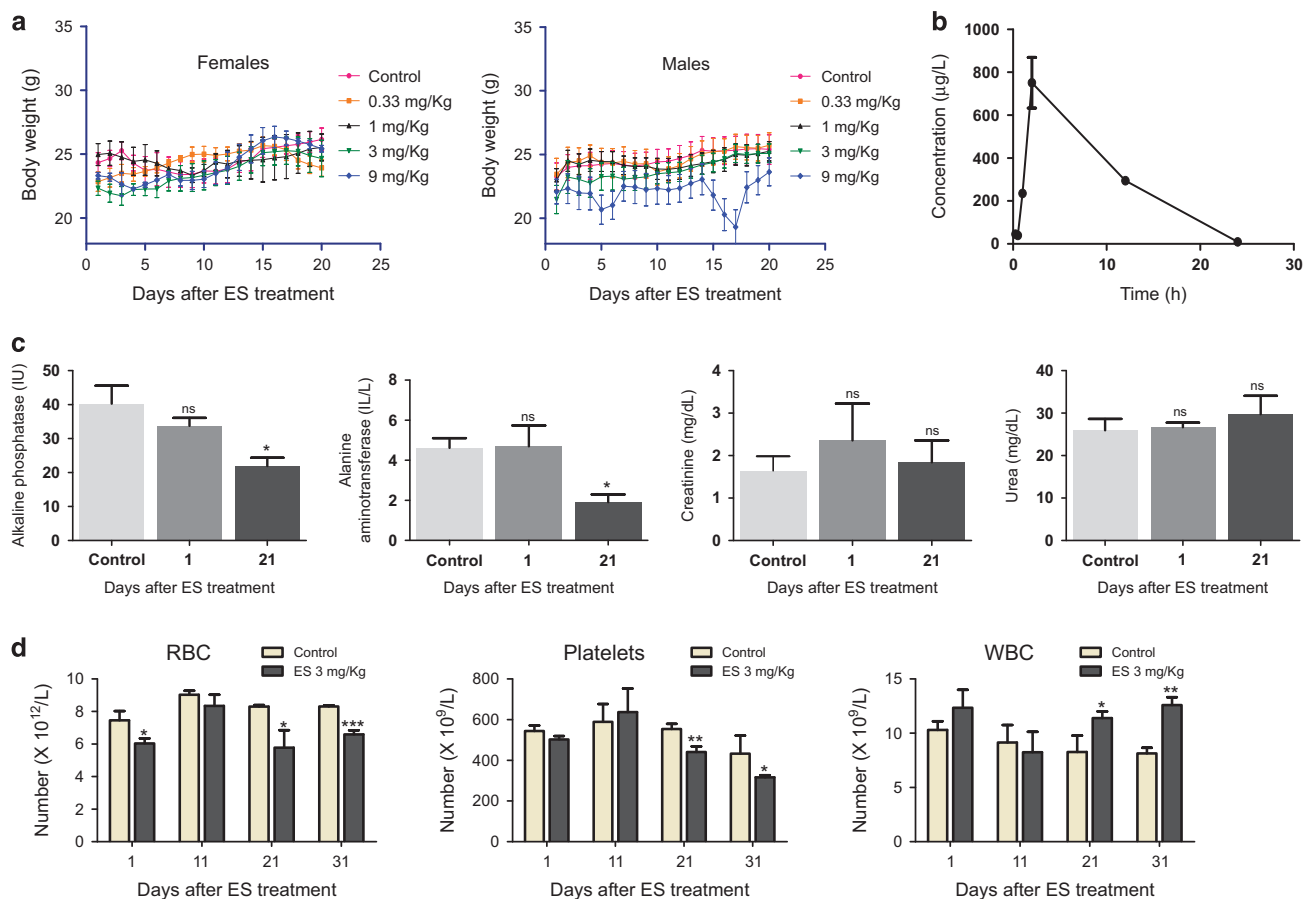 a
Females
Body weight (g)
35
30
25
20
0 5 10 15 20 25
Days after ES treatment
Control
0.33 mg/Kg
1 mg/Kg
3 mg/Kg
9 mg/Kg
Males
Body weight (g)
35
30
25
20
0 5 10 15 20 25
Days after ES treatment
Control
0.33 mg/Kg
1 mg/Kg
3 mg/Kg
9 mg/Kg
b
Concentration (µg/L)
1000
800
600
400
200
0
0 10 20 30
Time (h)
c
Alkaline phosphatase (IU)
50
40
30
20
10
0
ns
*
Control 1 21
Days after ES treatment
Alanine
aminotransferase (IL/L)
8
6
4
2
0
ns
*
Control 1 21
Days after ES treatment
Creatinine (mg/dL)
4
3
2
1
0
ns
ns
Control 1 21
Days after ES treatment
Urea (mg/dL)
40
30
20
10
0
ns
ns
Control 1 21
Days after ES treatment
d
RBC
Control
ES 3 mg/Kg
Number (X 10¹²/L)
10
8
6
4
2
0
*
*
***
1 11 21 31
Days after ES treatment
Platelets
Control
ES 3 mg/Kg
Number (X 10⁹/L)
800
600
400
200
0
**
*
1 11 21 31
Days after ES treatment
WBC
Control
ES 3 mg/Kg
Number (X 10⁹/L)
15
10
5
0
*
**
1 11 21 31
Days after ES treatment